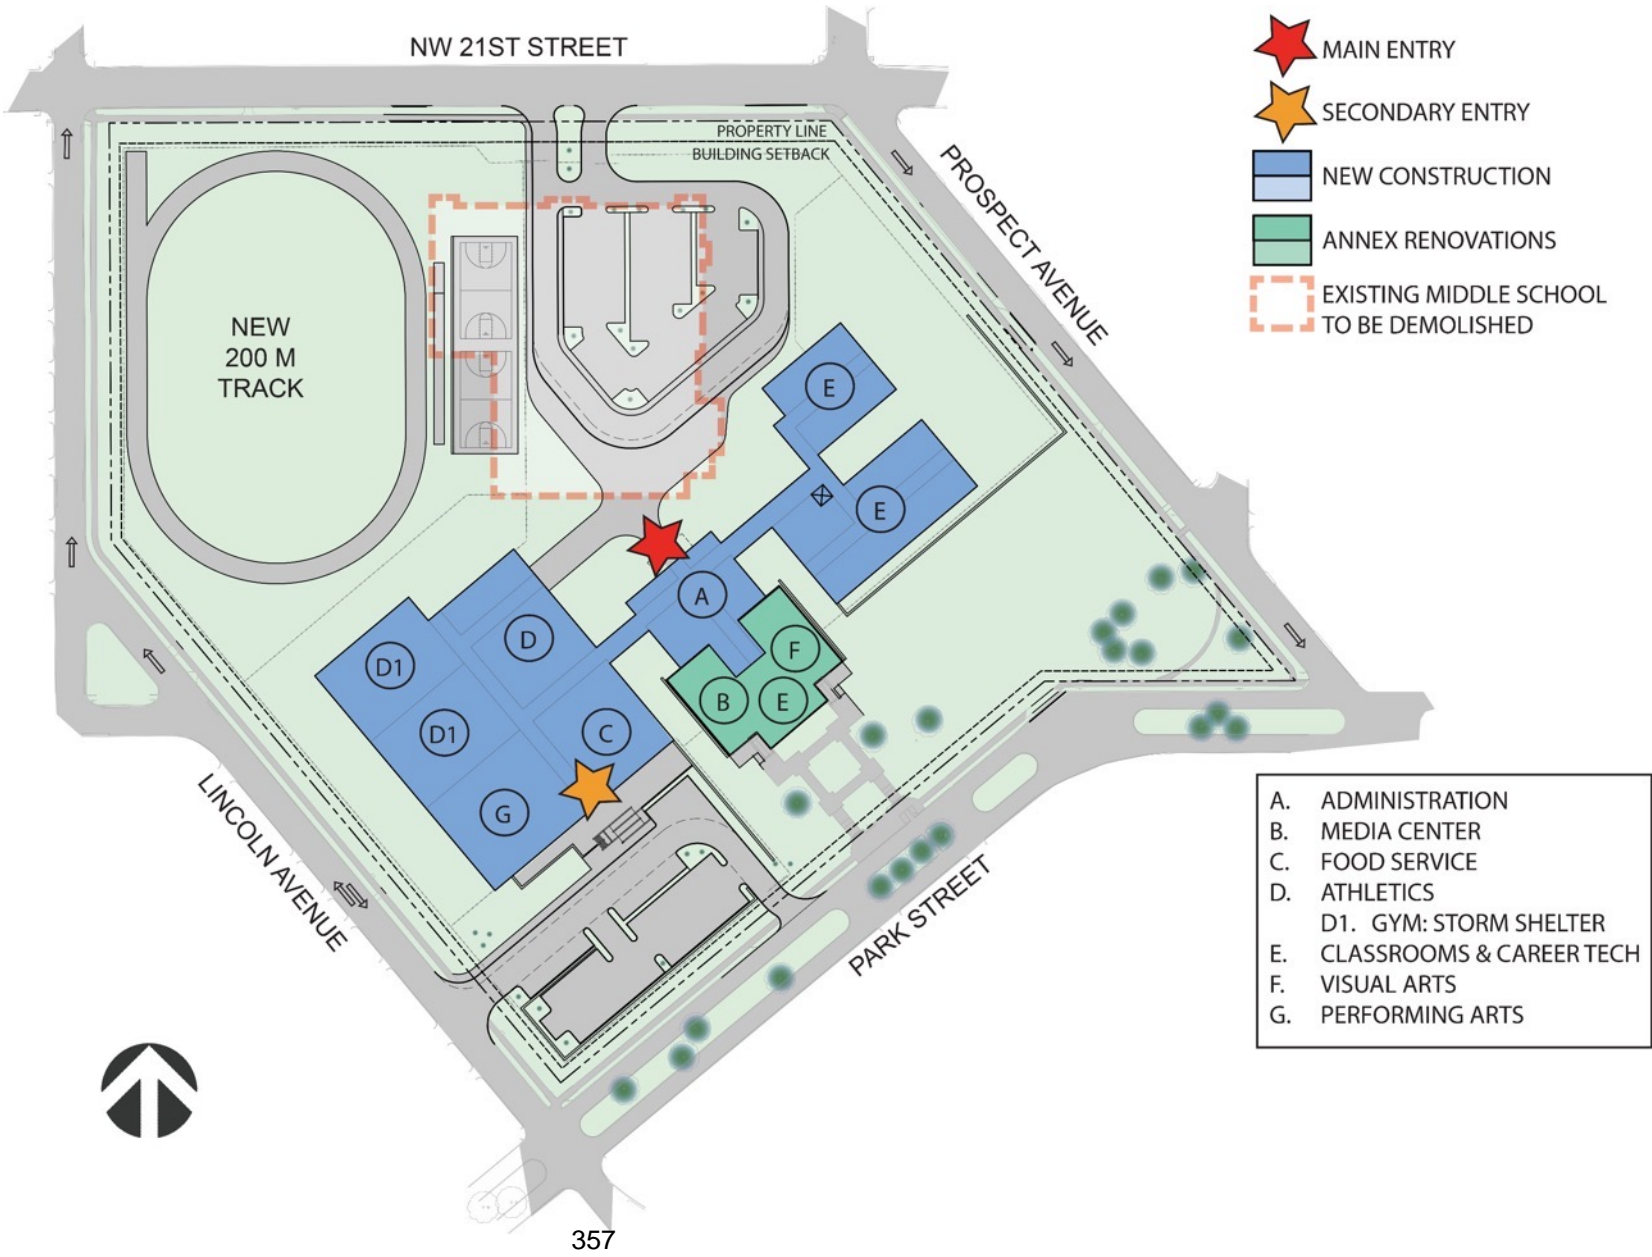 NW 21ST STREET
PROPERTY LINE
BUILDING SETBACK
PROSPECT AVENUE
NEW
200 M
TRACK
E
E
A
D
D1
F
B
E
D1
C
G
LINCOLN AVENUE
PARK STREET
MAIN ENTRY
SECONDARY ENTRY
NEW CONSTRUCTION
ANNEX RENOVATIONS
EXISTING MIDDLE SCHOOL
TO BE DEMOLISHED
A. ADMINISTRATION
B. MEDIA CENTER
C. FOOD SERVICE
D. ATHLETICS
D1. GYM: STORM SHELTER
E. CLASSROOMS & CAREER TECH
F. VISUAL ARTS
G. PERFORMING ARTS
357